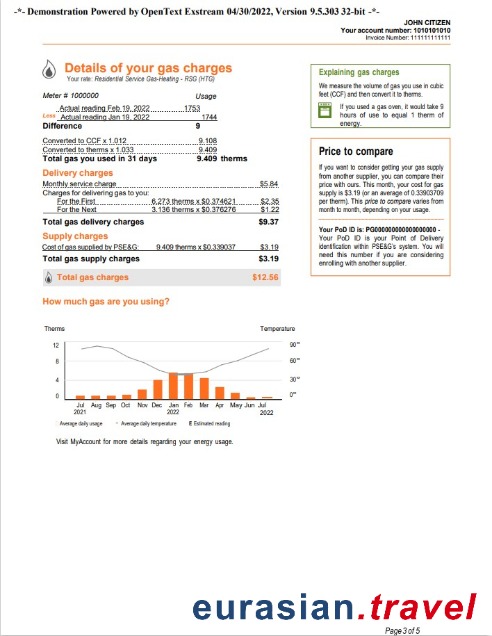 -*- Demonstration Powered by OpenText Exstream 04/30/2022, Version 9.5.303 32-bit -*-
JOHN CITIZEN
Your account number: 1010101010
Invoice Number: 111111111111
Details of your gas charges
Your rate: Residential Service Gas-Heating - RSG (HTG)
Meter # 1000000 Usage
Actual reading Feb 19, 2022 1753
Less Actual reading Jan 19, 2022 1744
Difference 9
Converted to CCF x 1.012 9.108
Converted to therms x 1.033 9.409
Total gas you used in 31 days 9.409 therms
Delivery charges
Monthly service charge $5.84
Charges for delivering gas to you:
For the First 6.273 therms x $0.374621 $2.35
For the Next 3.136 therms x $0.376276 $1.22
Total gas delivery charges $9.37
Supply charges
Cost of gas supplied by PSE&G: 9.409 therms x $0.339037 $3.19
Total gas supply charges $3.19
Total gas charges $12.56
Explaining gas charges
We measure the volume of gas you use in cubic
feet (CCF) and then convert it to therms.
If you used a gas oven, it would take 9
hours of use to equal 1 therm of
energy.
Price to compare
If you want to consider getting your gas supply
from another supplier, you can compare their
price with ours. This month, your cost for gas
supply is $3.19 (or an average of 0.33903709
per therm). This price to compare varies from
month to month, depending on your usage.
Your PoD ID is: PG000000000000000000 -
Your PoD ID is your Point of Delivery
identification within PSE&G's system. You will
need this number if you are considering
enrolling with another supplier.
How much gas are you using?
Therms Temperature
12
8
4
0
90°
60°
30°
0°
Jul Aug Sep Oct Nov Dec Jan Feb Mar Apr May Jun Jul
2021 2022 2022
Average daily usage Average daily temperature E Estimated reading
Visit MyAccount for more details regarding your energy usage.
eurasian.travel
Page 3 of 5